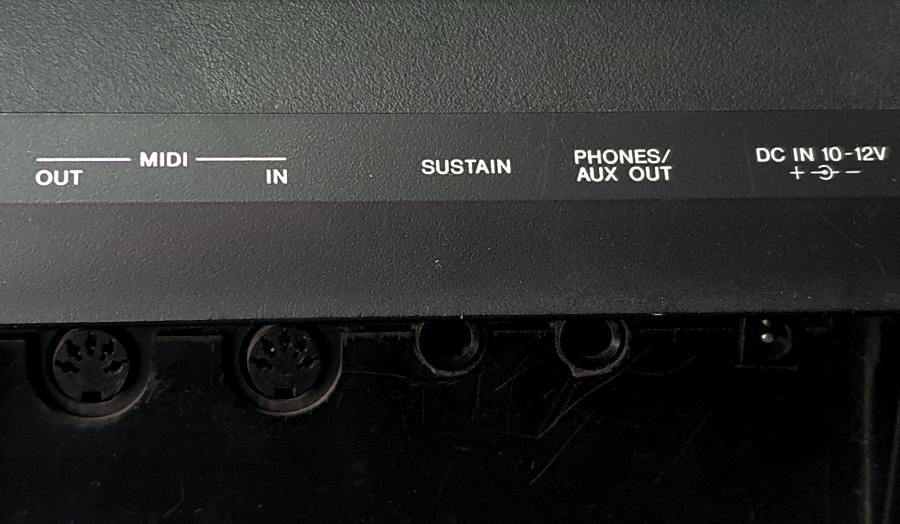 MIDI
OUT IN
SUSTAIN
PHONES/
AUX OUT
DC IN 10-12V
+ -